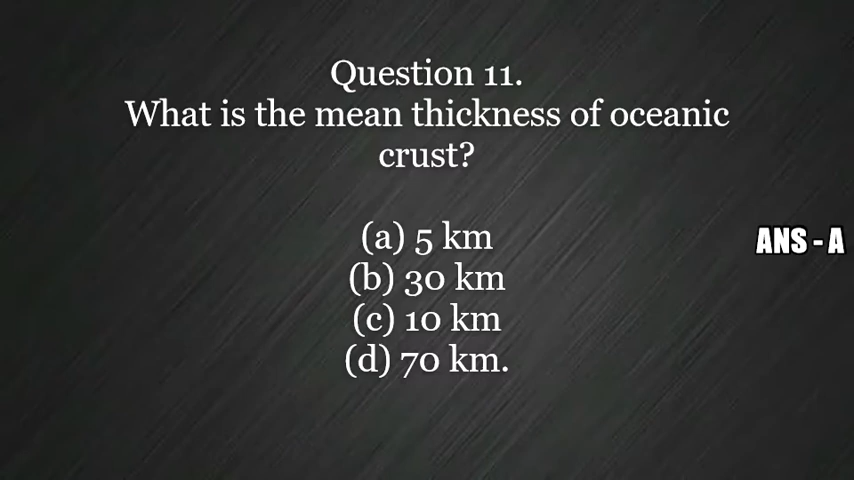 Question 11.
What is the mean thickness of oceanic
crust?
(a) 5 km
ANS - A
(b) 30 km
(c) 10 km
(d) 70 km.